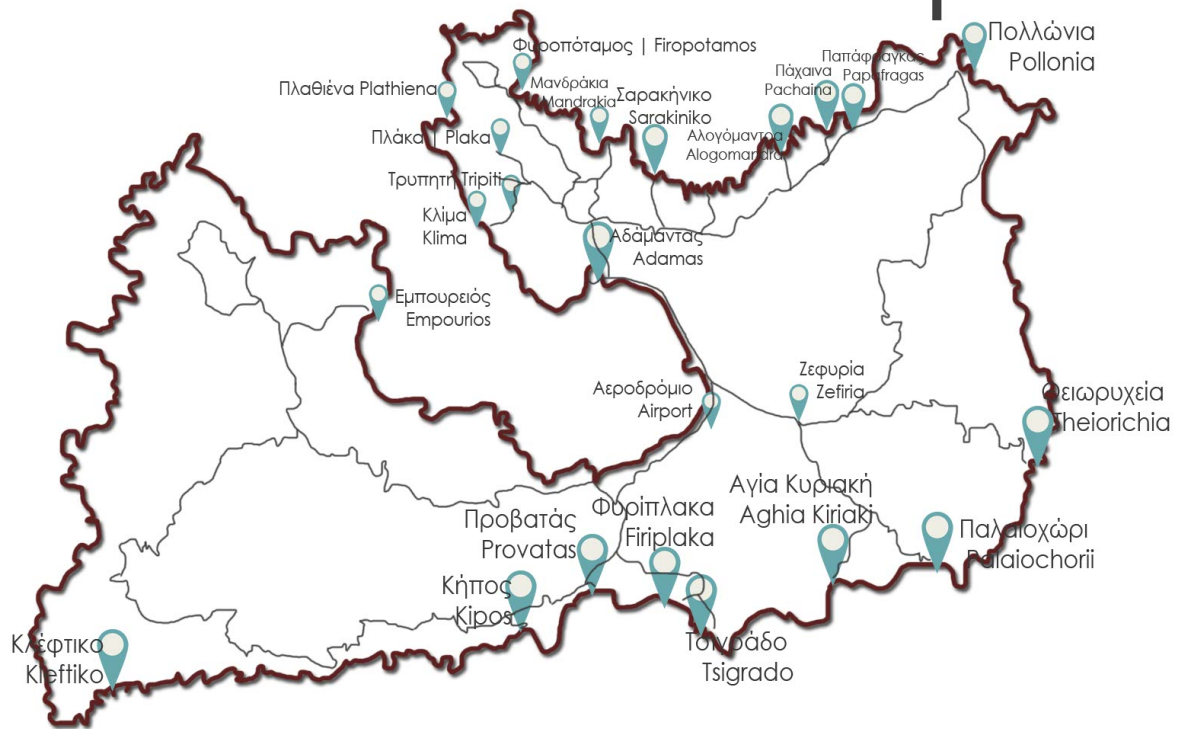 Πολλώνια
Pollonia
Φυροπόταμος | Firopotamos
Παπάφραγκας
Papafragas
Πάχαινα
Pachaina
Πλαθιένα Plathiena
Μανδράκια
Mandrakia
Σαρακήνικο
Sarakiniko
Πλάκα | Plaka
Αλογόμαντρα
Alogomandra
Τρυπητή Tripiti
Κλίμα
Klima
Αδάμαντας
Adamas
Εμπουρειός
Empourios
Ζεφυρία
Zefiria
Αεροδρόμιο
Airport
Θειωρυχεία
Theiorichia
Αγία Κυριακή
Aghia Kiriaki
Φυρίπλακα
Firiplaka
Προβατάς
Provatas
Παλαιοχώρι
Palaiochorii
Κήπος
Kipos
Κλέφτικο
Kleftiko
Τσιγράδο
Tsigrado